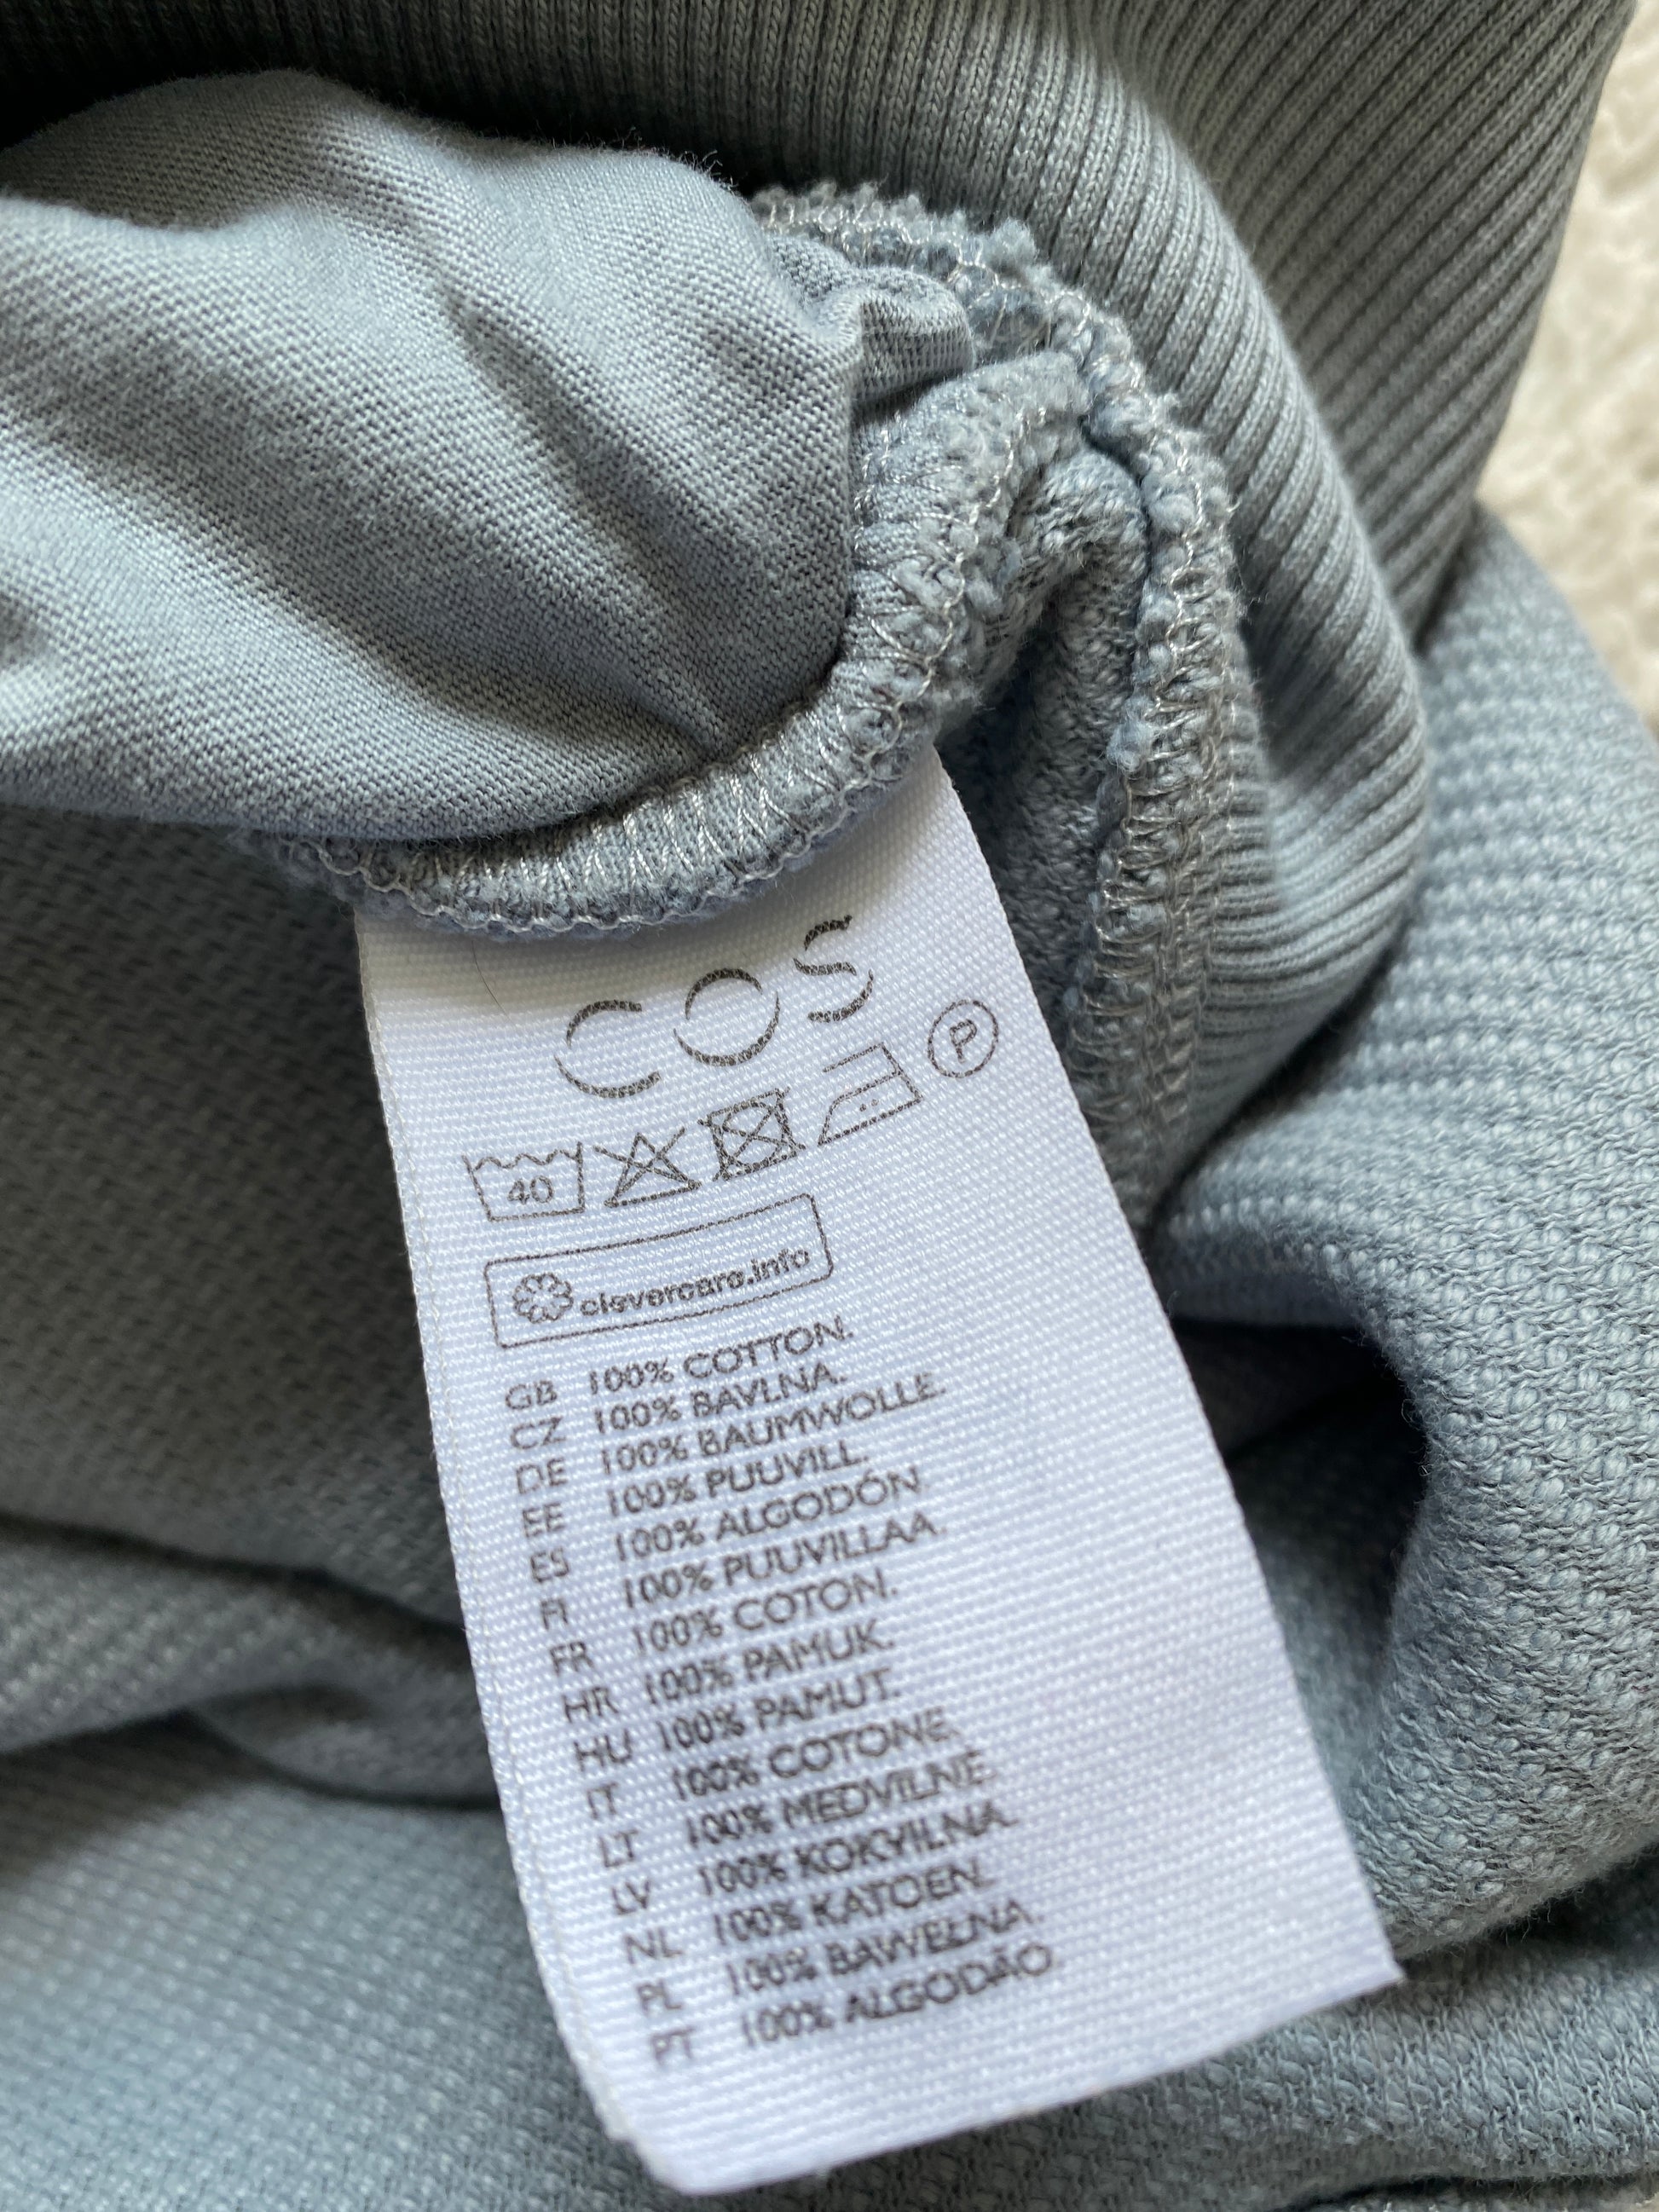 COS
P
40
clevercare.info
GB 100% COTTON.
CZ 100% BAVLNA.
DE 100% BAUMWOLLE.
EE 100% PUUVILL.
ES 100% ALGODÓN.
FI 100% PUUVILLAA.
FR 100% COTON.
HR 100% PAMUK.
HU 100% PAMUT.
IT 100% COTONE.
LT 100% MEDVILNĖ.
LV 100% KOKVILNA.
NL 100% KATOEN.
PL 100% BAWEŁNA.
PT 100% ALGODÃO